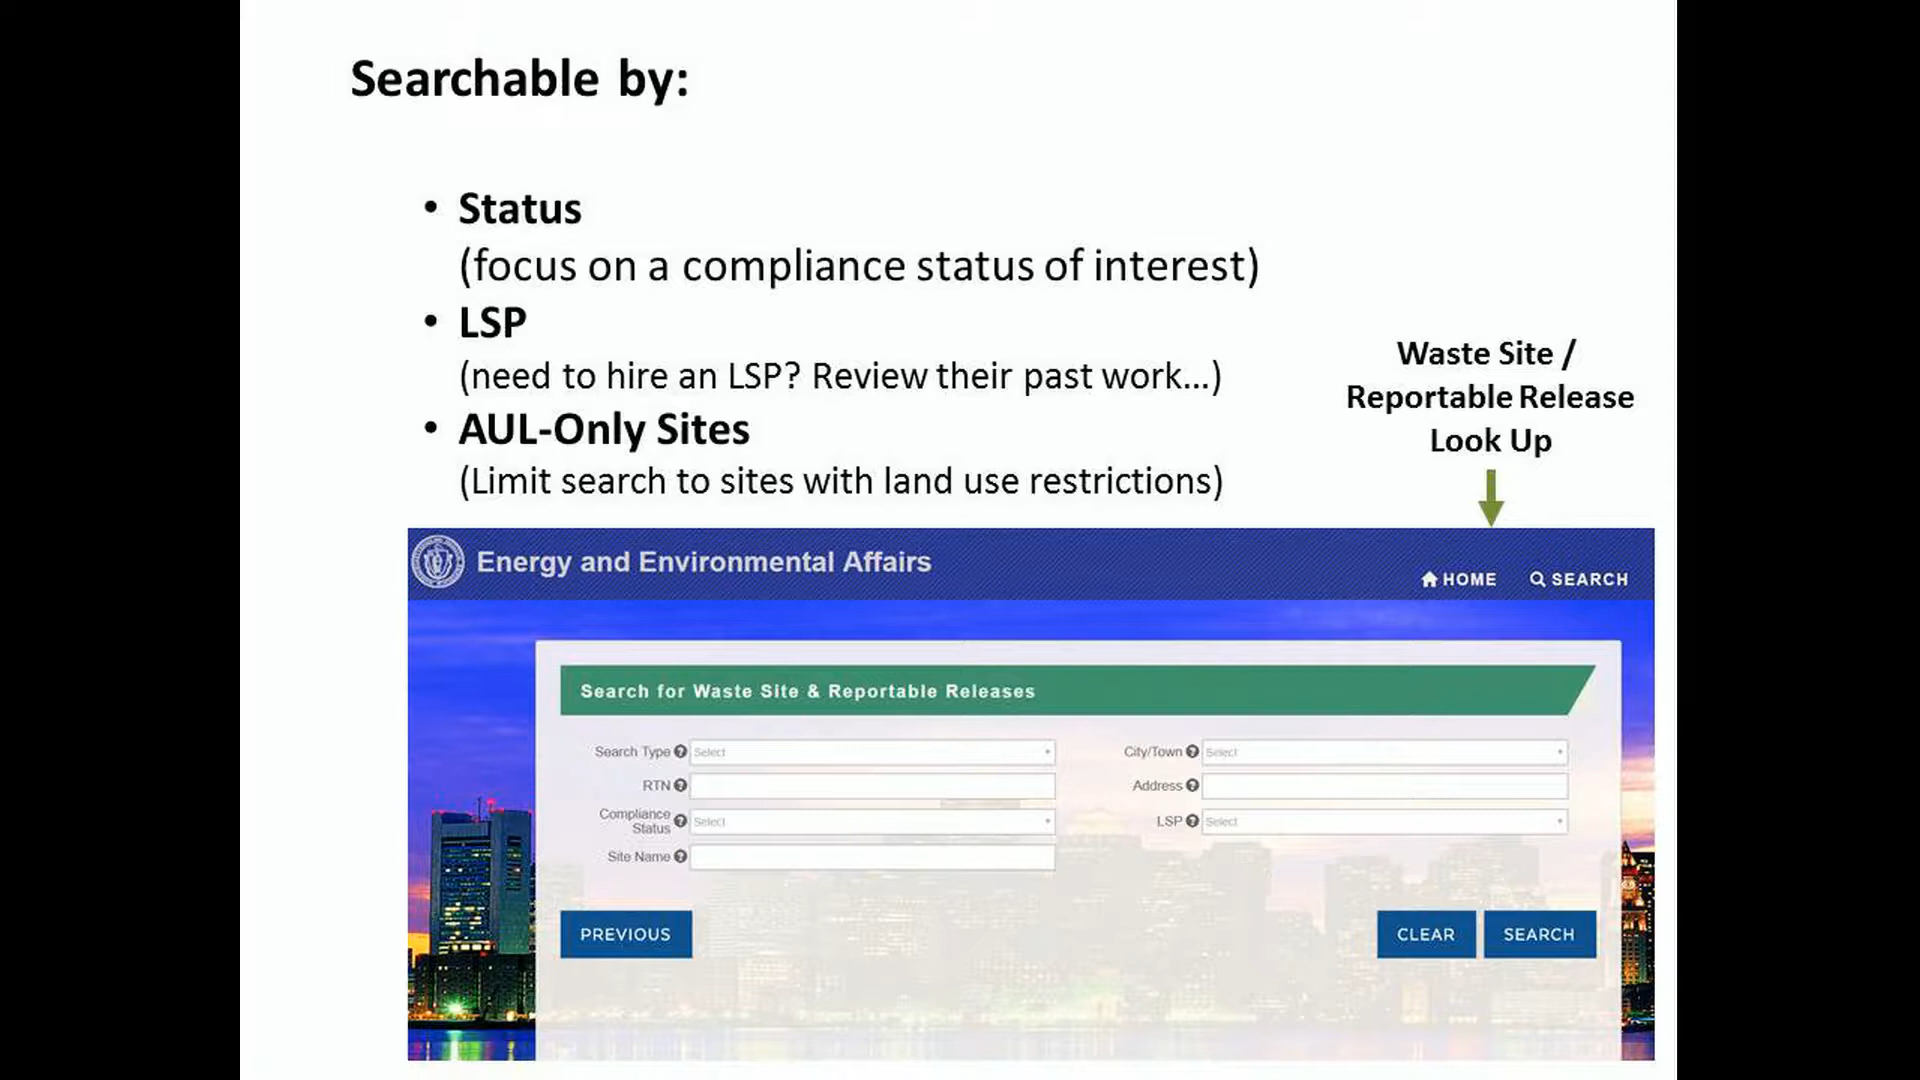 Searchable by:
• Status
(focus on a compliance status of interest)
• LSP
(need to hire an LSP? Review their past work...)
• AUL-Only Sites
(Limit search to sites with land use restrictions)
Waste Site /
Reportable Release
Look Up
Energy and Environmental Affairs
HOME SEARCH
Search for Waste Site & Reportable Releases
Search Type ? Select
City/Town ? Select
RTN ?
Address ?
Compliance
Status ? Select
LSP ? Select
Site Name ?
PREVIOUS
CLEAR SEARCH